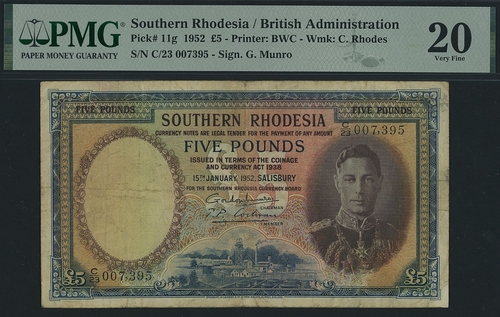 PMG
PAPER MONEY GUARANTY
Southern Rhodesia / British Administration
Pick# 11g 1952 £5 - Printer: BWC - Wmk: C. Rhodes
S/N C/23 007395 - Sign. G. Munro
20
Very Fine
FIVE POUNDS
FIVE POUNDS
SOUTHERN RHODESIA
C/23 007,395
CURRENCY NOTES ARE LEGAL TENDER FOR THE PAYMENT OF ANY AMOUNT
FIVE POUNDS
ISSUED IN TERMS OF THE COINAGE
AND CURRENCY ACT 1938
15TH JANUARY, 1952, SALISBURY
FOR THE SOUTHERN RHODESIA CURRENCY BOARD
CHAIRMAN
MEMBER
C/23 007,395
£5
£5